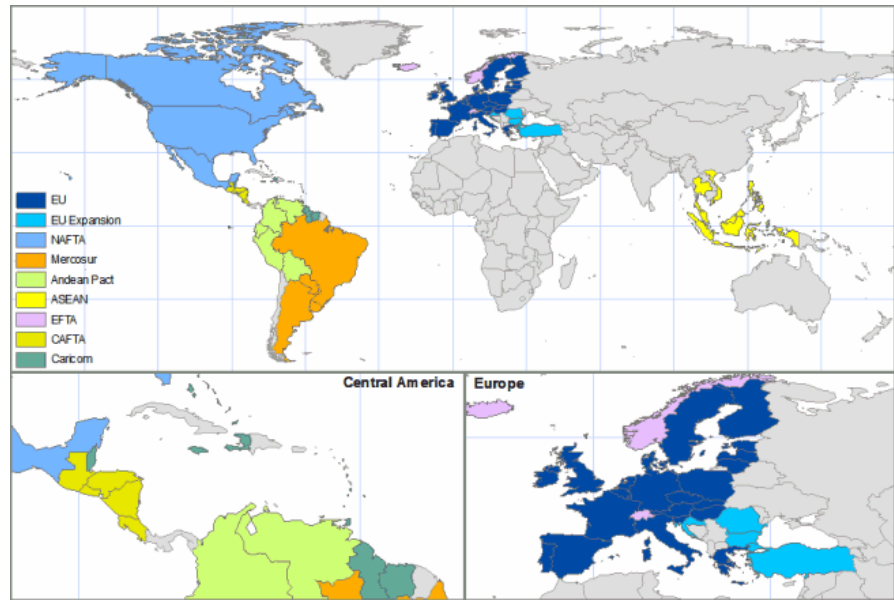 EU
EU Expansion
NAFTA
Mercosur
Andean Pact
ASEAN
EFTA
CAFTA
Caricom
Central America
Europe